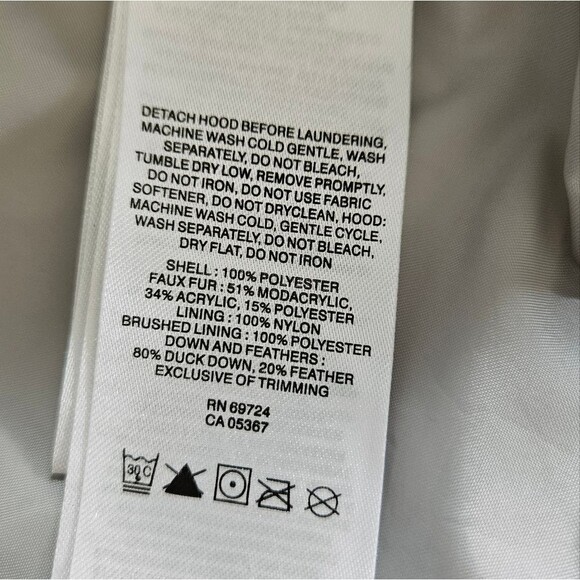 DETACH HOOD BEFORE LAUNDERING,
MACHINE WASH COLD GENTLE, WASH
SEPARATELY, DO NOT BLEACH,
TUMBLE DRY LOW, REMOVE PROMPTLY,
DO NOT IRON, DO NOT USE FABRIC
SOFTENER, DO NOT DRYCLEAN, HOOD:
MACHINE WASH COLD, GENTLE CYCLE,
WASH SEPARATELY, DO NOT BLEACH,
DRY FLAT, DO NOT IRON
SHELL : 100% POLYESTER
FAUX FUR : 51% MODACRYLIC,
34% ACRYLIC, 15% POLYESTER
LINING : 100% NYLON
BRUSHED LINING : 100% POLYESTER
DOWN AND FEATHERS :
80% DUCK DOWN, 20% FEATHER
EXCLUSIVE OF TRIMMING
RN 69724
CA 05367
30 C